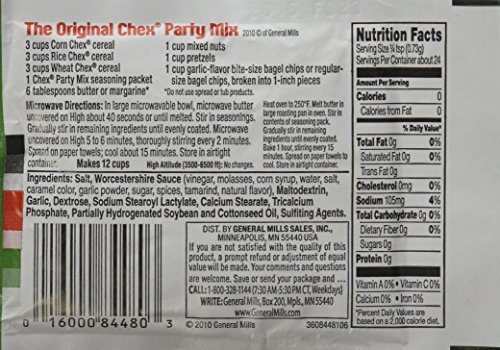 The Original Chex® Party Mix 2010 © of General Mills
3 cups Corn Chex® cereal
3 cups Rice Chex® cereal
3 cups Wheat Chex® cereal
1 Chex® Party Mix seasoning packet
6 tablespoons butter or margarine*
1 cup mixed nuts
1 cup pretzels
1 cup garlic-flavor bite-size bagel chips or regular-
size bagel chips, broken into 1-inch pieces
*Do not use spread or tub products.
Microwave Directions: In large microwavable bowl, microwave butter
uncovered on High about 40 seconds or until melted. Stir in seasoning.
Gradually stir in remaining ingredients until evenly coated. Microwave
uncovered on High 5 to 6 minutes, thoroughly stirring every 2 minutes.
Spread on paper towels; cool about 15 minutes. Store in airtight
container.
Makes 12 cups
High Altitude (3500-6500 ft): No changes.
Heat oven to 250°F. Melt butter in
large roasting pan in oven. Stir in
contents of seasoning pack.
Gradually stir in remaining
ingredients until evenly coated.
Bake 1 hour, stirring every 15
minutes. Spread on paper towels to
cool. Store in airtight container.
Ingredients: Salt, Worcestershire Sauce (vinegar, molasses, corn syrup, water, salt,
caramel color, garlic powder, sugar, spices, tamarind, natural flavor), Maltodextrin,
Garlic, Dextrose, Sodium Stearoyl Lactylate, Calcium Stearate, Tricalcium
Phosphate, Partially Hydrogenated Soybean and Cottonseed Oil, Sulfiting Agents.
0 16000 84480 3
DIST. BY GENERAL MILLS SALES, INC.,
MINNEAPOLIS, MN 55440 USA
If you are not satisfied with the quality of this
product, a prompt refund or adjustment of equal
value will be made. Your comments and questions
are welcome. Save or ...
CALL: 1-800-328-1144 (7:30 AM-5:30 PM CT, Weekdays)
WRITE: General Mills, Box 200, Mpls., MN 55440
www.GeneralMills.com
© 2010 General Mills
3608448106
Nutrition Facts
Serving Size ¼ tsp (0.73g)
Servings Per Container about 24
Amount Per Serving
Calories 0
Calories from Fat 0
% Daily Value*
Total Fat 0g 0%
Saturated Fat 0g 0%
Trans Fat 0g
Cholesterol 0mg 0%
Sodium 105mg 4%
Total Carbohydrate 0g 0%
Dietary Fiber 0g 0%
Sugars 0g
Protein 0g
Vitamin A 0% • Vitamin C 0%
Calcium 0% • Iron 0%
*Percent Daily Values are
based on a 2,000 calorie diet.